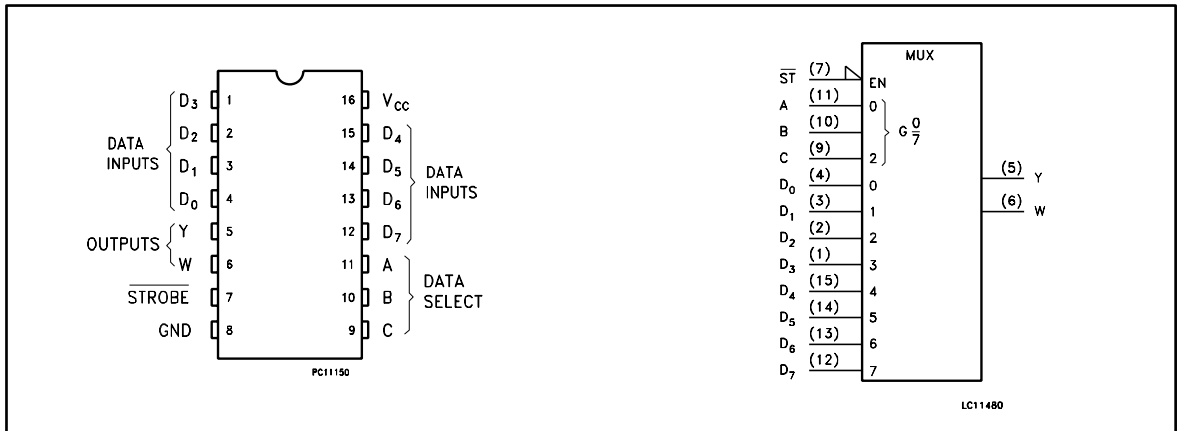 D3 1 16 VCC
D2 2 15 D4
DATA INPUTS
D1 3 14 D5
DATA INPUTS
D0 4 13 D6
Y 5 12 D7
OUTPUTS
W 6 11 A
STROBE 7 10 B
DATA SELECT
GND 8 9 C
PC11150
MUX
ST (7) EN
A (11) 0
B (10) G 0/7
C (9) 2
D0 (4) 0
D1 (3) 1
D2 (2) 2
D3 (1) 3
D4 (15) 4
D5 (14) 5
D6 (13) 6
D7 (12) 7
(5) Y
(6) W
LC11480